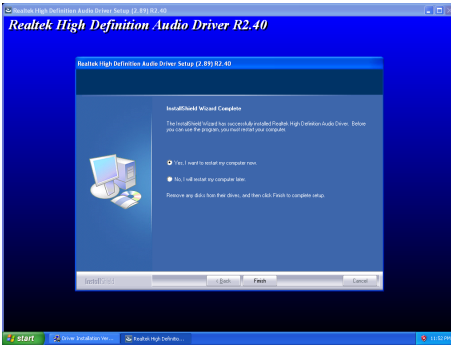 Realtek High Definition Audio Driver Setup (2.89) R2.40
Realtek High Definition Audio Driver R2.40
Realtek High Definition Audio Driver Setup (2.89) R2.40
InstallShield Wizard Complete
The InstallShield Wizard has successfully installed Realtek High Definition Audio Driver. Before
you can use the program, you must restart your computer.
Yes, I want to restart my computer now.
No, I will restart my computer later.
Remove any disks from their drives, and then click Finish to complete setup.
InstallShield
< Back
Finish
Cancel
start
Driver Installation Ver...
Realtek High Definitio...
11:52 PM